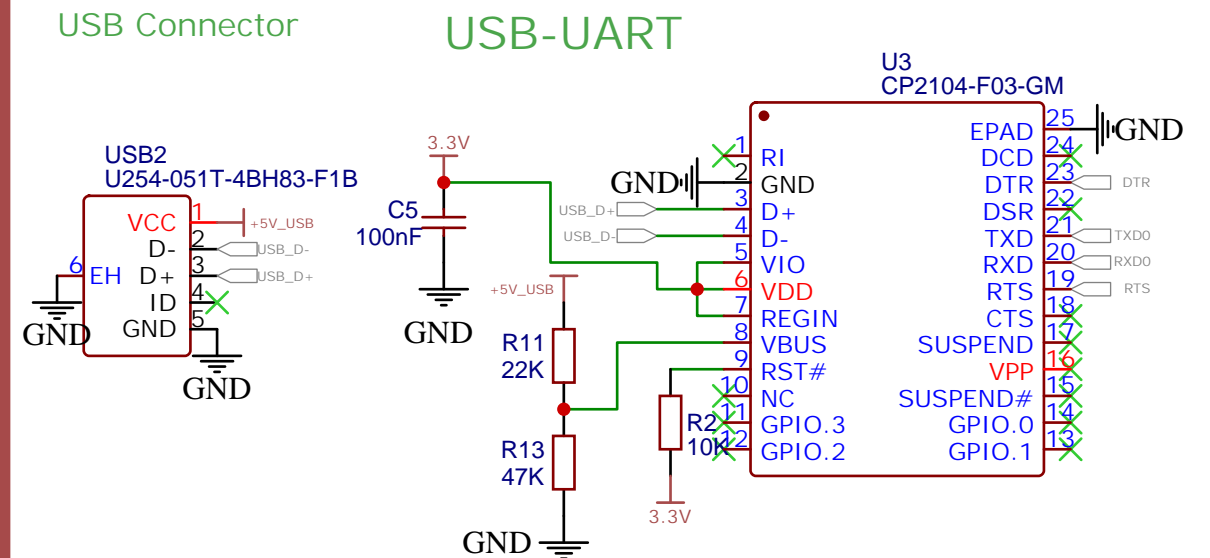 USB Connector
USB-UART
USB2
U254-051T-4BH83-F1B
VCC 1 +5V_USB
D- 2 USB_D-
6 EH D+ 3 USB_D+
ID 4
GND 5
GND
GND
3.3V
C5
100nF
GND
+5V_USB
R11
22K
R13
47K
GND
R2
10K
3.3V
U3
CP2104-F03-GM
1 RI
GND 2 GND
USB_D+ 3 D+
USB_D- 4 D-
5 VIO
6 VDD
7 REGIN
8 VBUS
9 RST#
10 NC
11 GPIO.3
12 GPIO.2
EPAD 25 GND
DCD 24
DTR 23 DTR
DSR 22
TXD 21 TXD0
RXD 20 RXD0
RTS 19 RTS
CTS 18
SUSPEND 17
VPP 16
SUSPEND# 15
GPIO.0 14
GPIO.1 13